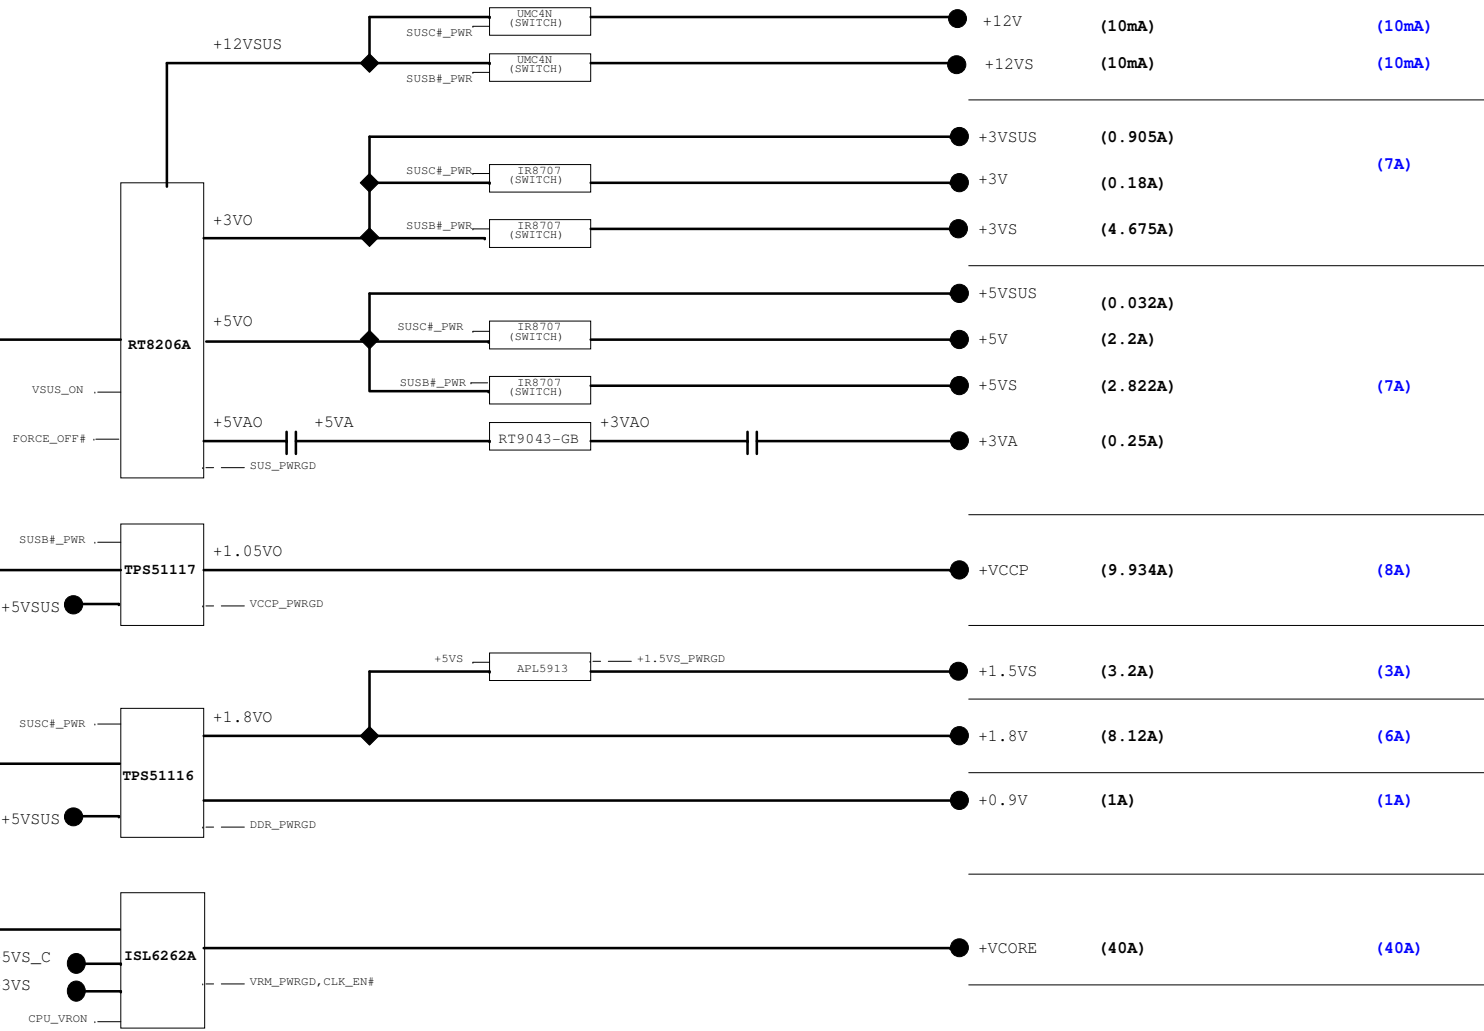 UMC4N
(SWITCH)
SUSC#_PWR
+12V
(10mA)
(10mA)
+12VSUS
UMC4N
(SWITCH)
SUSB#_PWR
+12VS
(10mA)
(10mA)
+3VSUS
(0.905A)
(7A)
SUSC#_PWR
IR8707
(SWITCH)
+3V
(0.18A)
+3VO
SUSB#_PWR
IR8707
(SWITCH)
+3VS
(4.675A)
+5VSUS
(0.032A)
+5VO
SUSC#_PWR
IR8707
(SWITCH)
+5V
(2.2A)
RT8206A
VSUS_ON
SUSB#_PWR
IR8707
(SWITCH)
+5VS
(2.822A)
(7A)
+5VAO
+5VA
+3VAO
FORCE_OFF#
RT9043-GB
+3VA
(0.25A)
SUS_PWRGD
SUSB#_PWR
+1.05VO
TPS51117
+VCCP
(9.934A)
(8A)
+5VSUS
VCCP_PWRGD
+5VS
APL5913
+1.5VS_PWRGD
+1.5VS
(3.2A)
(3A)
SUSC#_PWR
+1.8VO
+1.8V
(8.12A)
(6A)
TPS51116
+0.9V
(1A)
(1A)
+5VSUS
DDR_PWRGD
+VCORE
(40A)
(40A)
5VS_C
ISL6262A
3VS
VRM_PWRGD,CLK_EN#
CPU_VRON